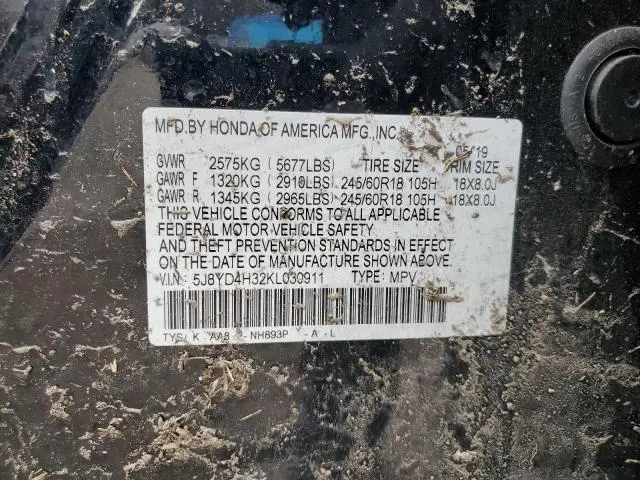 MFD.BY HONDA OF AMERICA MFG.,INC. 05/19
GVWR 2575KG (5677LBS) TIRE SIZE RIM SIZE
GAWR F 1320KG (2910LBS) 245/60R18 105H 18X8.0J
GAWR R 1345KG (2965LBS) 245/60R18 105H 18X8.0J
THIS VEHICLE CONFORMS TO ALL APPLICABLE
FEDERAL MOTOR VEHICLE SAFETY
AND THEFT PREVENTION STANDARDS IN EFFECT
ON THE DATE OF MANUFACTURE SHOWN ABOVE.
V.I.N.: 5J8YD4H32KL030911 TYPE: MPV
TYS K AA8 - NH893P - A - L